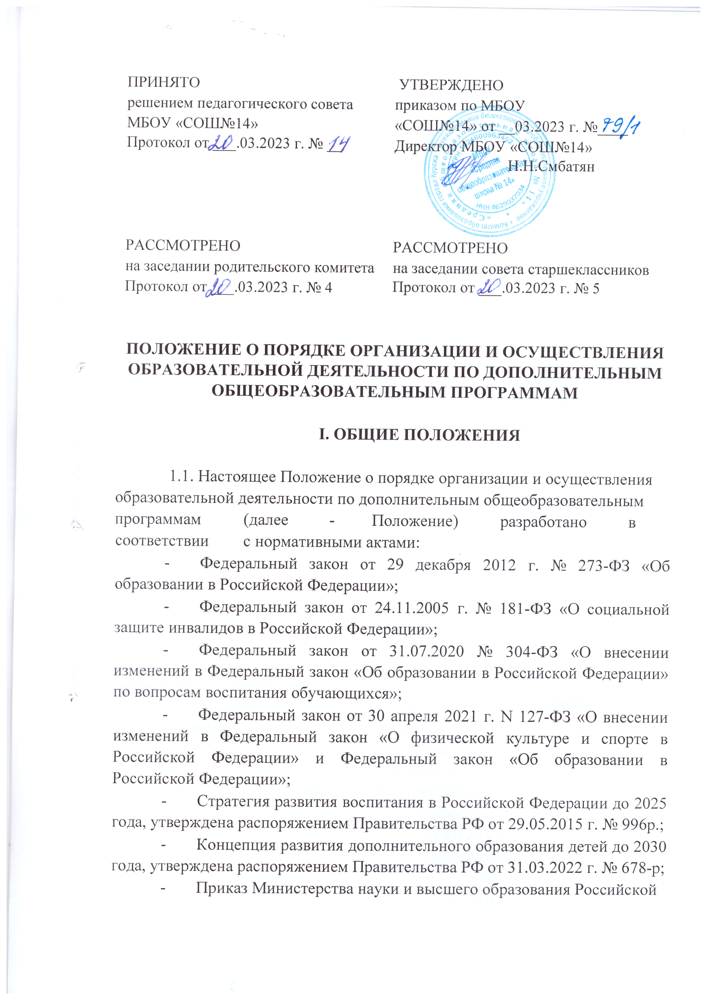 ПРИНЯТО
решением педагогического совета
МБОУ «СОШ№14»
Протокол от 20.03.2023 г. № 14
УТВЕРЖДЕНО
приказом по МБОУ
«СОШ№14» от __03.2023 г. № 79/1
Директор МБОУ «СОШ№14»
Н.Н.Смбатян
МБОУ
«Средняя
общеобразовательная
школа № 14»
ИНН 4629037034
РАССМОТРЕНО
на заседании родительского комитета
Протокол от 20.03.2023 г. № 4
РАССМОТРЕНО
на заседании совета старшеклассников
Протокол от 20.03.2023 г. № 5
ПОЛОЖЕНИЕ О ПОРЯДКЕ ОРГАНИЗАЦИИ И ОСУЩЕСТВЛЕНИЯ
ОБРАЗОВАТЕЛЬНОЙ ДЕЯТЕЛЬНОСТИ ПО ДОПОЛНИТЕЛЬНЫМ
ОБЩЕОБРАЗОВАТЕЛЬНЫМ ПРОГРАММАМ
I. ОБЩИЕ ПОЛОЖЕНИЯ
1.1. Настоящее Положение о порядке организации и осуществления
образовательной деятельности по дополнительным общеобразовательным
программам (далее - Положение) разработано в
соответствии с нормативными актами:
- Федеральный закон от 29 декабря 2012 г. № 273-ФЗ «Об
образовании в Российской Федерации»;
- Федеральный закон от 24.11.2005 г. № 181-ФЗ «О социальной
защите инвалидов в Российской Федерации»;
- Федеральный закон от 31.07.2020 № 304-ФЗ «О внесении
изменений в Федеральный закон «Об образовании в Российской Федерации»
по вопросам воспитания обучающихся»;
- Федеральный закон от 30 апреля 2021 г. N 127-ФЗ «О внесении
изменений в Федеральный закон «О физической культуре и спорте в
Российской Федерации» и Федеральный закон «Об образовании в
Российской Федерации»;
- Стратегия развития воспитания в Российской Федерации до 2025
года, утверждена распоряжением Правительства РФ от 29.05.2015 г. № 996р.;
- Концепция развития дополнительного образования детей до 2030
года, утверждена распоряжением Правительства РФ от 31.03.2022 г. № 678-р;
- Приказ Министерства науки и высшего образования Российской